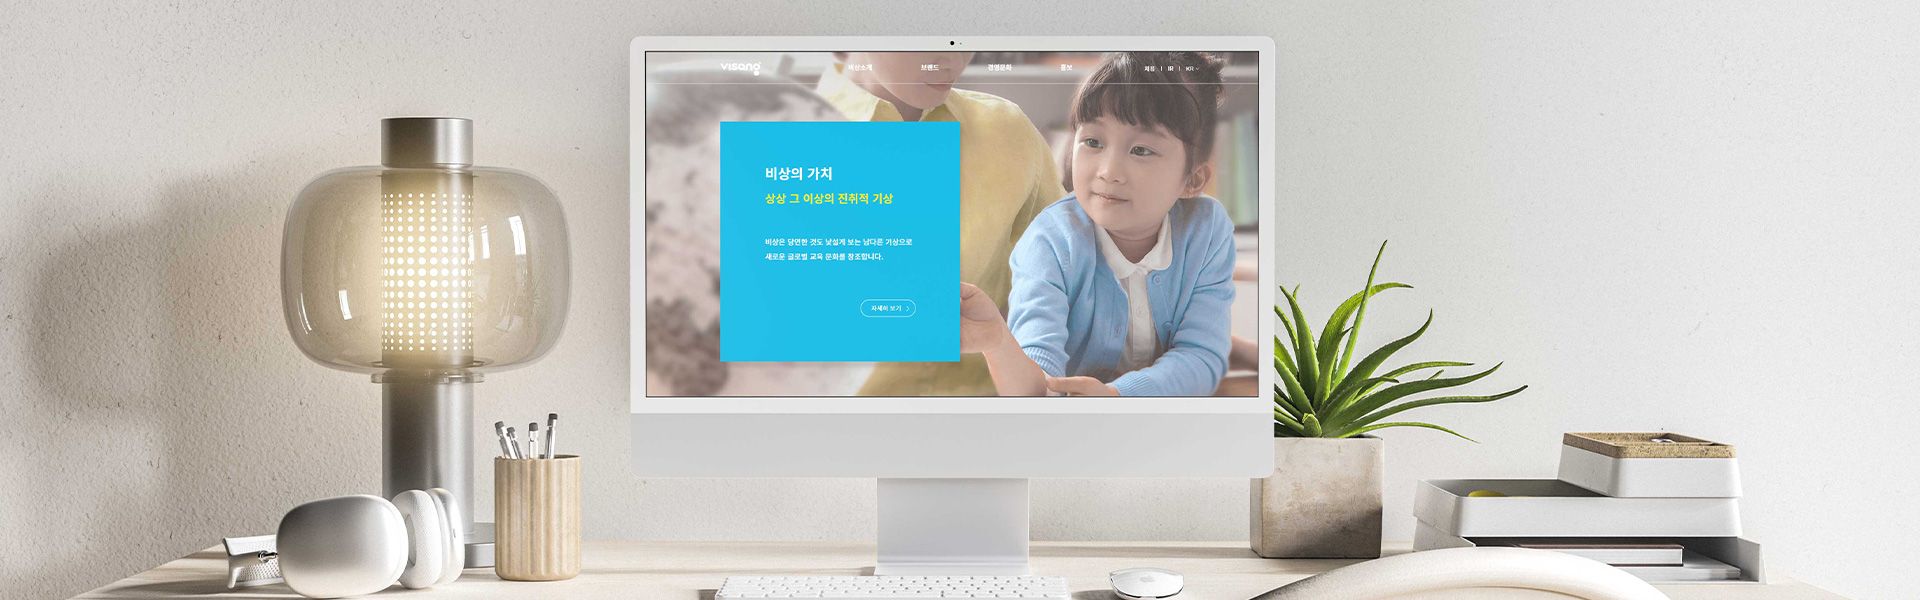 visang
비상소개 브랜드 경영문화 홍보 채용 IR KR
비상의 가치
상상 그 이상의 진취적 기상
비상은 당연한 것도 낯설게 보는 남다른 기상으로
새로운 글로벌 교육 문화를 창조합니다.
자세히 보기